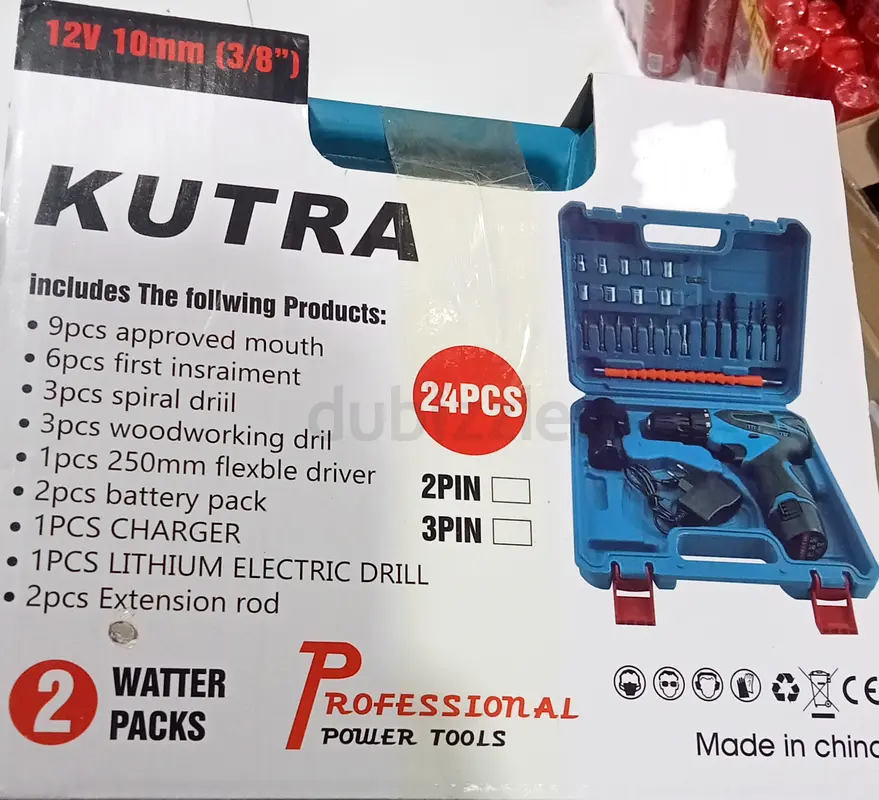 12V 10mm (3/8")
KUTRA
includes The follwing Products:
• 9pcs approved mouth
• 6pcs first insraiment
• 3pcs spiral driil
• 3pcs woodworking dril
• 1pcs 250mm flexble driver
• 2pcs battery pack
• 1PCS CHARGER
• 1PCS LITHIUM ELECTRIC DRILL
• 2pcs Extension rod
24PCS
2PIN
3PIN
dubizzle
2 WATTER
PACKS
PROFESSIONAL
POWER TOOLS
CE
Made in china